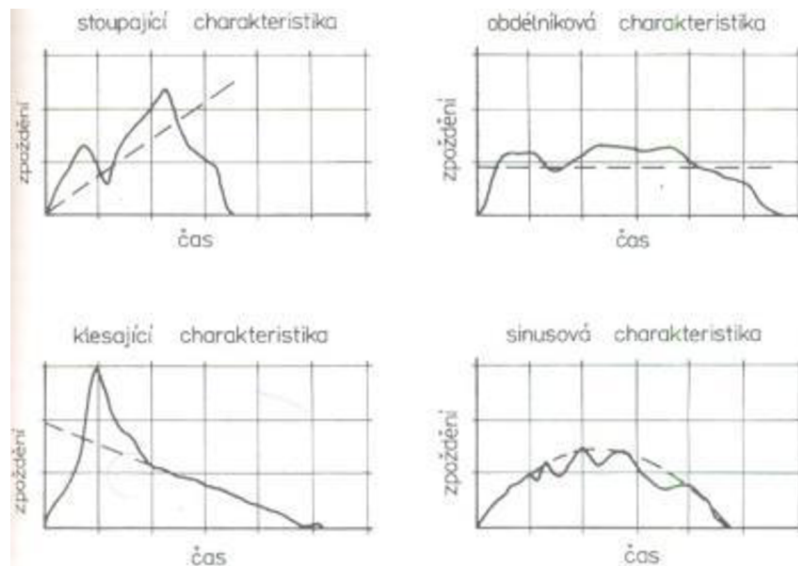 stoupající charakteristika
zpoždění
čas
obdélníková charakteristika
zpoždění
čas
klesající charakteristika
zpoždění
čas
sinusová charakteristika
zpoždění
čas